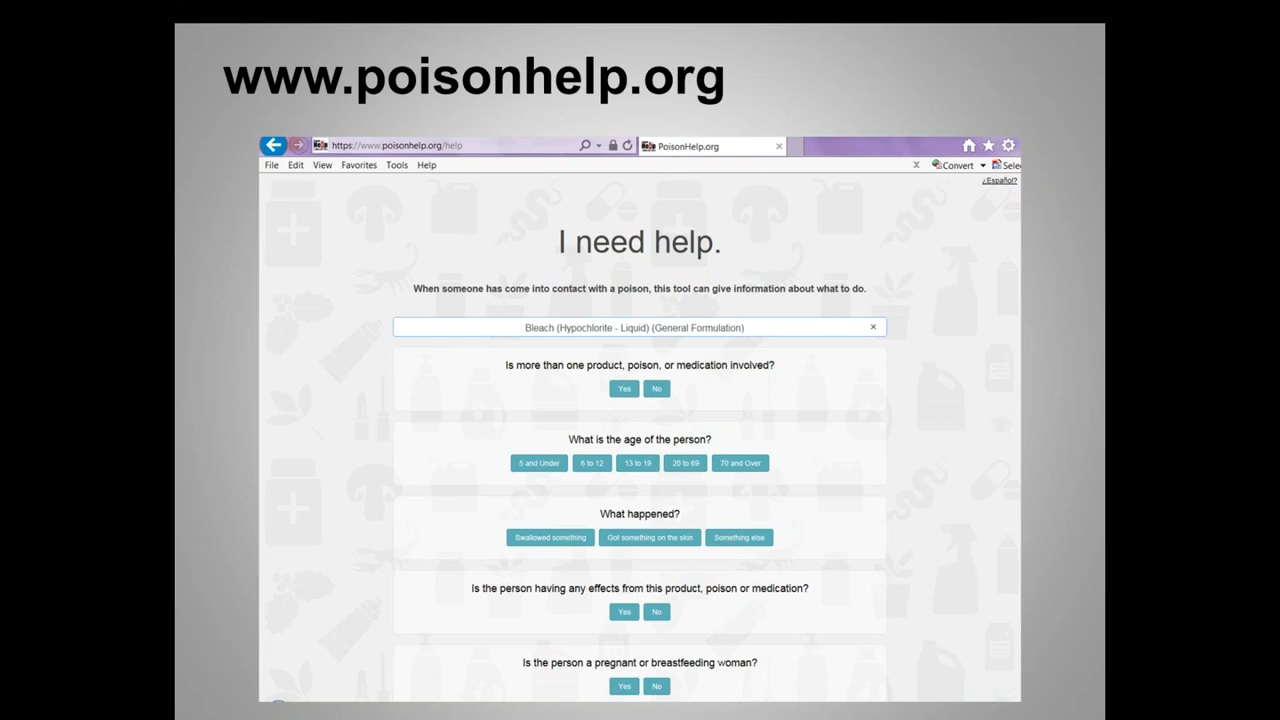 www.poisonhelp.org
https://www.poisonhelp.org/help
PoisonHelp.org
File Edit View Favorites Tools Help
x Convert Selec
¿Español?
I need help.
When someone has come into contact with a poison, this tool can give information about what to do.
Bleach (Hypochlorite - Liquid) (General Formulation)
Is more than one product, poison, or medication involved?
Yes No
What is the age of the person?
5 and Under 6 to 12 13 to 19 20 to 69 70 and Over
What happened?
Swallowed something Got something on the skin Something else
Is the person having any effects from this product, poison or medication?
Yes No
Is the person a pregnant or breastfeeding woman?
Yes No